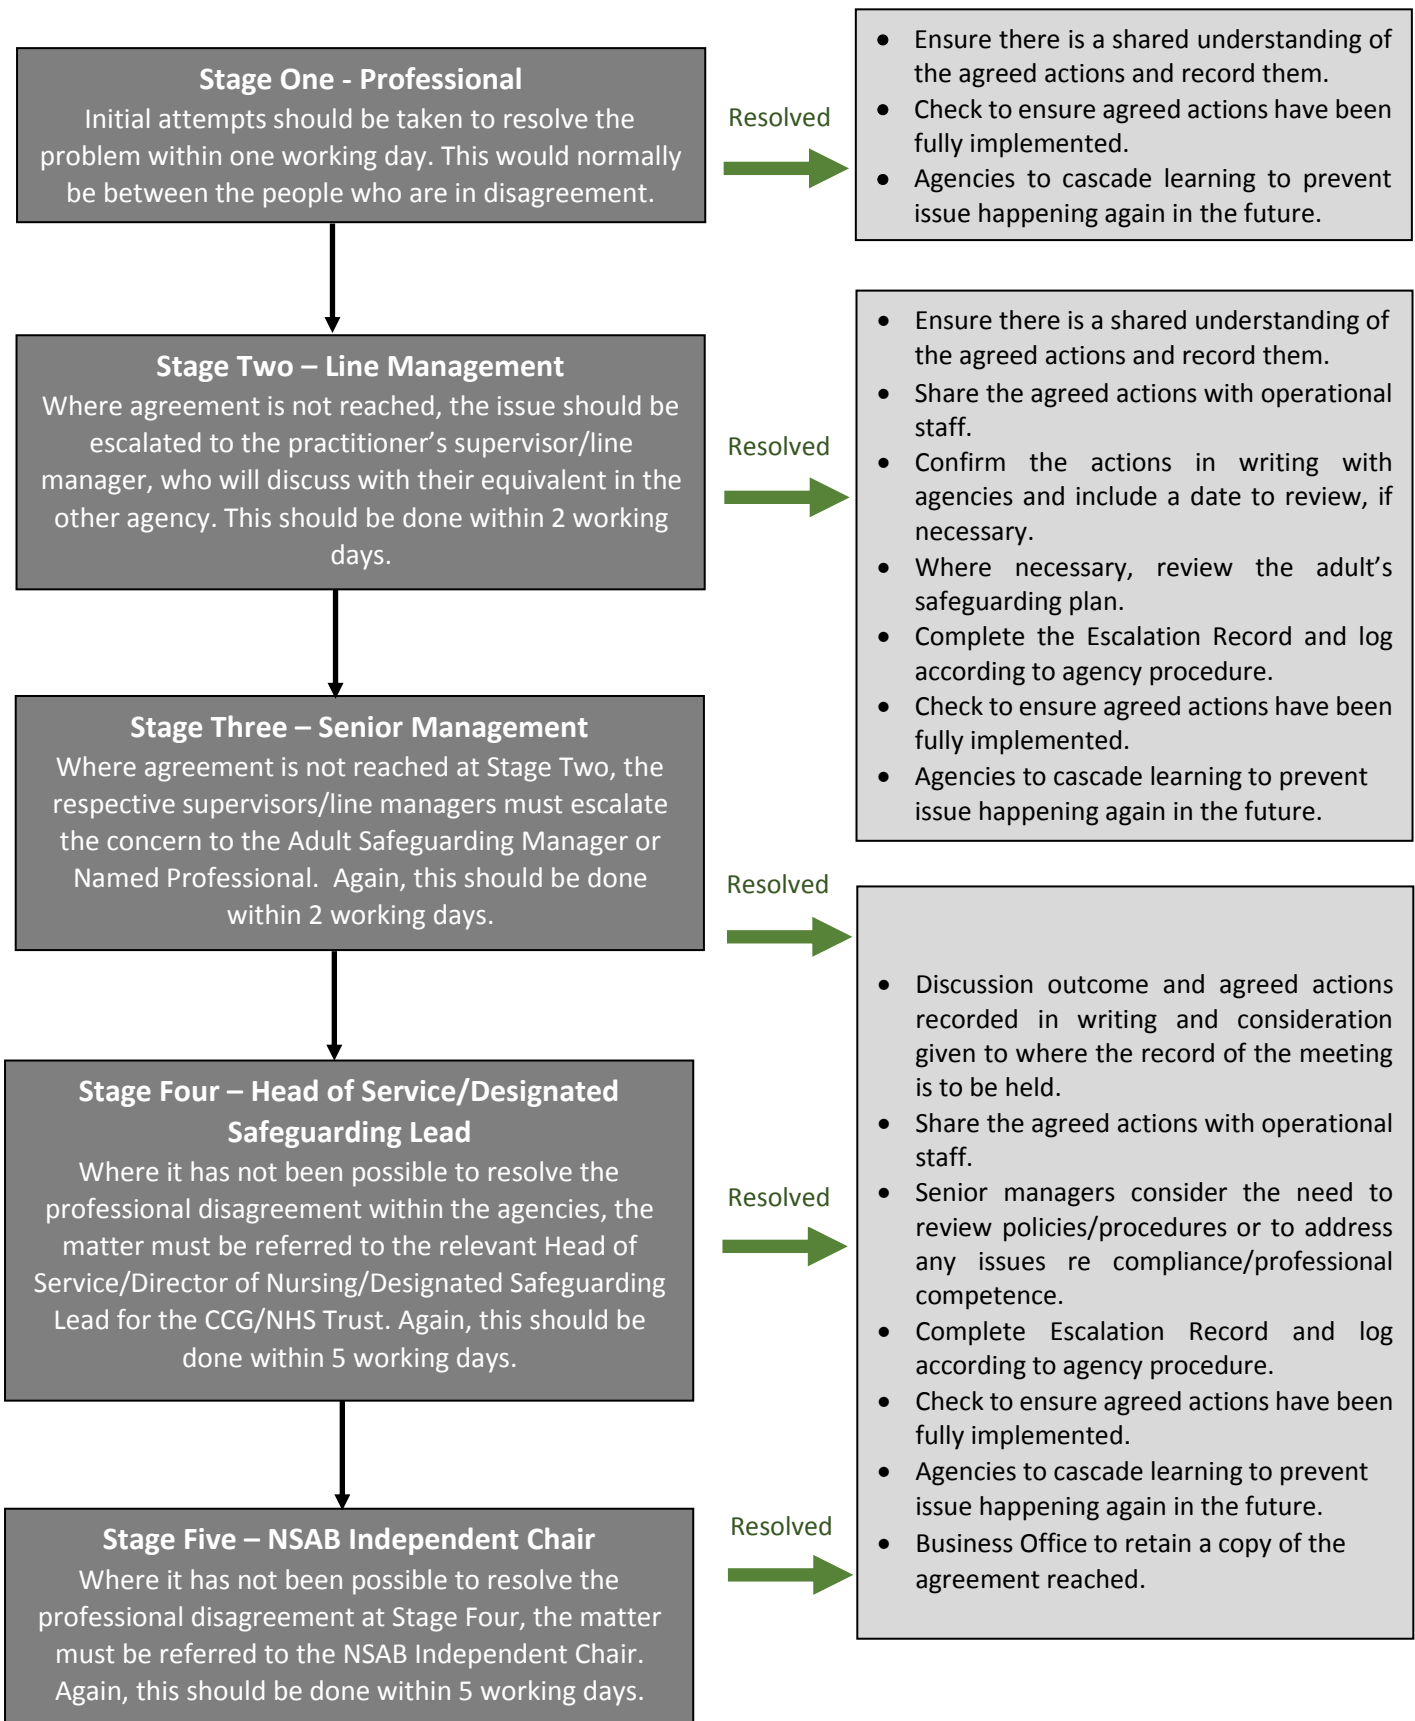 Stage One - Professional
Initial attempts should be taken to resolve the
problem within one working day. This would normally
be between the people who are in disagreement.
Resolved
• Ensure there is a shared understanding of
the agreed actions and record them.
• Check to ensure agreed actions have been
fully implemented.
• Agencies to cascade learning to prevent
issue happening again in the future.
Stage Two – Line Management
Where agreement is not reached, the issue should be
escalated to the practitioner’s supervisor/line
manager, who will discuss with their equivalent in the
other agency. This should be done within 2 working
days.
Resolved
• Ensure there is a shared understanding of
the agreed actions and record them.
• Share the agreed actions with operational
staff.
• Confirm the actions in writing with
agencies and include a date to review, if
necessary.
• Where necessary, review the adult’s
safeguarding plan.
• Complete the Escalation Record and log
according to agency procedure.
• Check to ensure agreed actions have been
fully implemented.
• Agencies to cascade learning to prevent
issue happening again in the future.
Stage Three – Senior Management
Where agreement is not reached at Stage Two, the
respective supervisors/line managers must escalate
the concern to the Adult Safeguarding Manager or
Named Professional.  Again, this should be done
within 2 working days.
Resolved
Stage Four – Head of Service/Designated
Safeguarding Lead
Where it has not been possible to resolve the
professional disagreement within the agencies, the
matter must be referred to the relevant Head of
Service/Director of Nursing/Designated Safeguarding
Lead for the CCG/NHS Trust. Again, this should be
done within 5 working days.
Resolved
Stage Five – NSAB Independent Chair
Where it has not been possible to resolve the
professional disagreement at Stage Four, the matter
must be referred to the NSAB Independent Chair.
Again, this should be done within 5 working days.
Resolved
• Discussion outcome and agreed actions
recorded in writing and consideration
given to where the record of the meeting
is to be held.
• Share the agreed actions with operational
staff.
• Senior managers consider the need to
review policies/procedures or to address
any issues re compliance/professional
competence.
• Complete Escalation Record and log
according to agency procedure.
• Check to ensure agreed actions have been
fully implemented.
• Agencies to cascade learning to prevent
issue happening again in the future.
• Business Office to retain a copy of the
agreement reached.